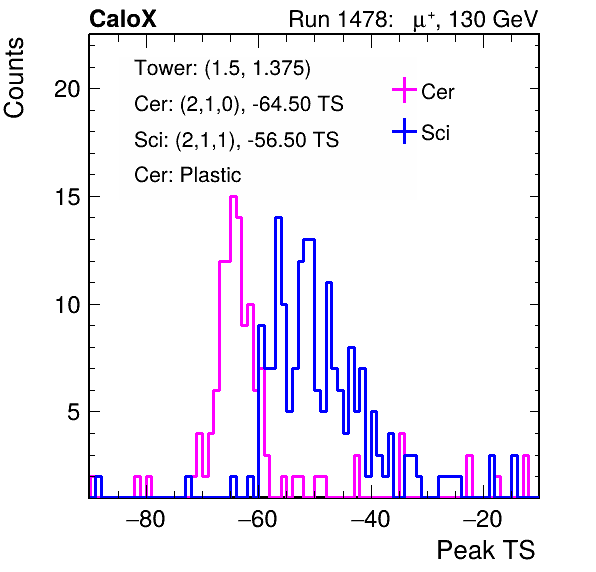 CaloX Run 1478: μ⁺, 130 GeV
Counts
Tower: (1.5, 1.375)
Cer: (2,1,0), -64.50 TS
Sci: (2,1,1), -56.50 TS
Cer: Plastic
Cer
Sci
20
15
10
5
−80 −60 −40 −20
Peak TS